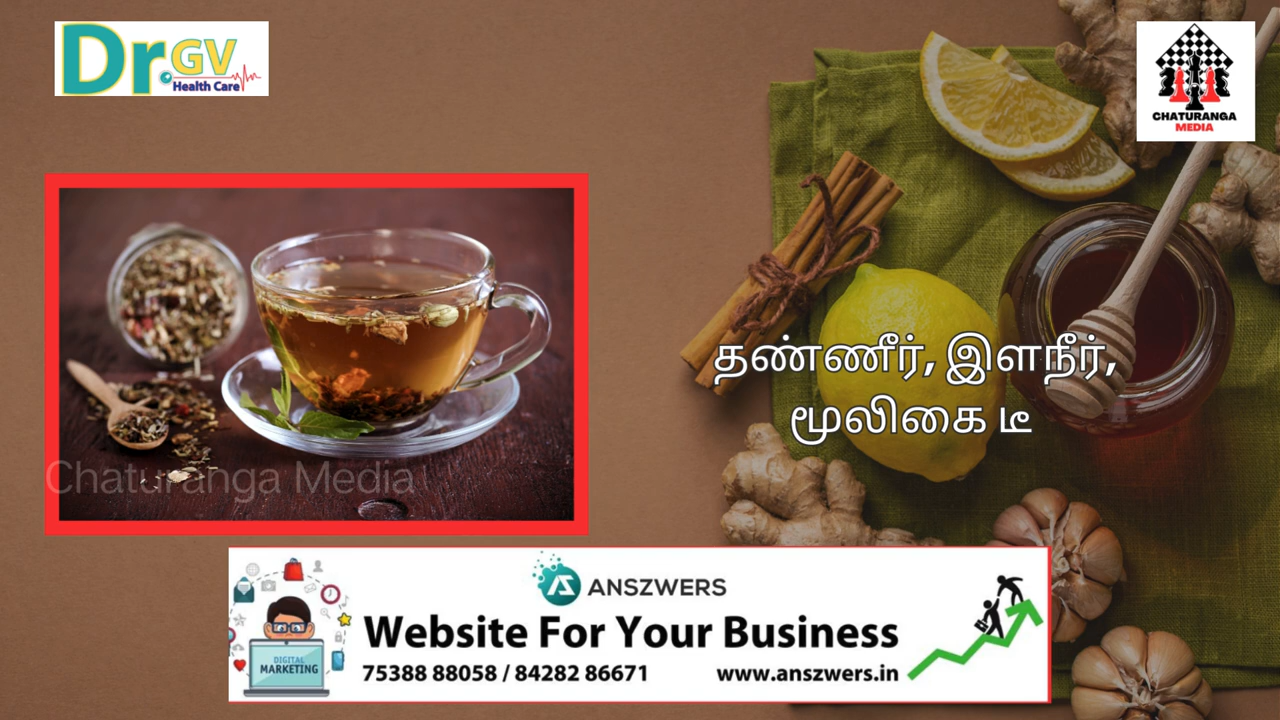 Dr. GV
Health Care
CHATURANGA
MEDIA
தண்ணீர், இளநீர்,
மூலிகை டீ
Chaturanga Media
ANSZWERS
Website For Your Business
75388 88058 / 84282 86671
www.anszwers.in
DIGITAL
MARKETING